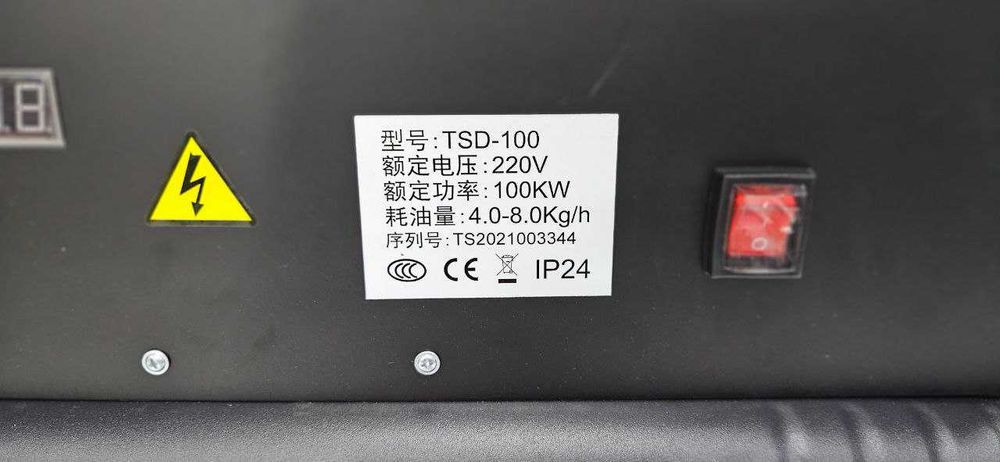 18
型号:TSD-100
额定电压:220V
额定功率:100KW
耗油量:4.0-8.0Kg/h
序列号:TS2021003344
CCC CE IP24